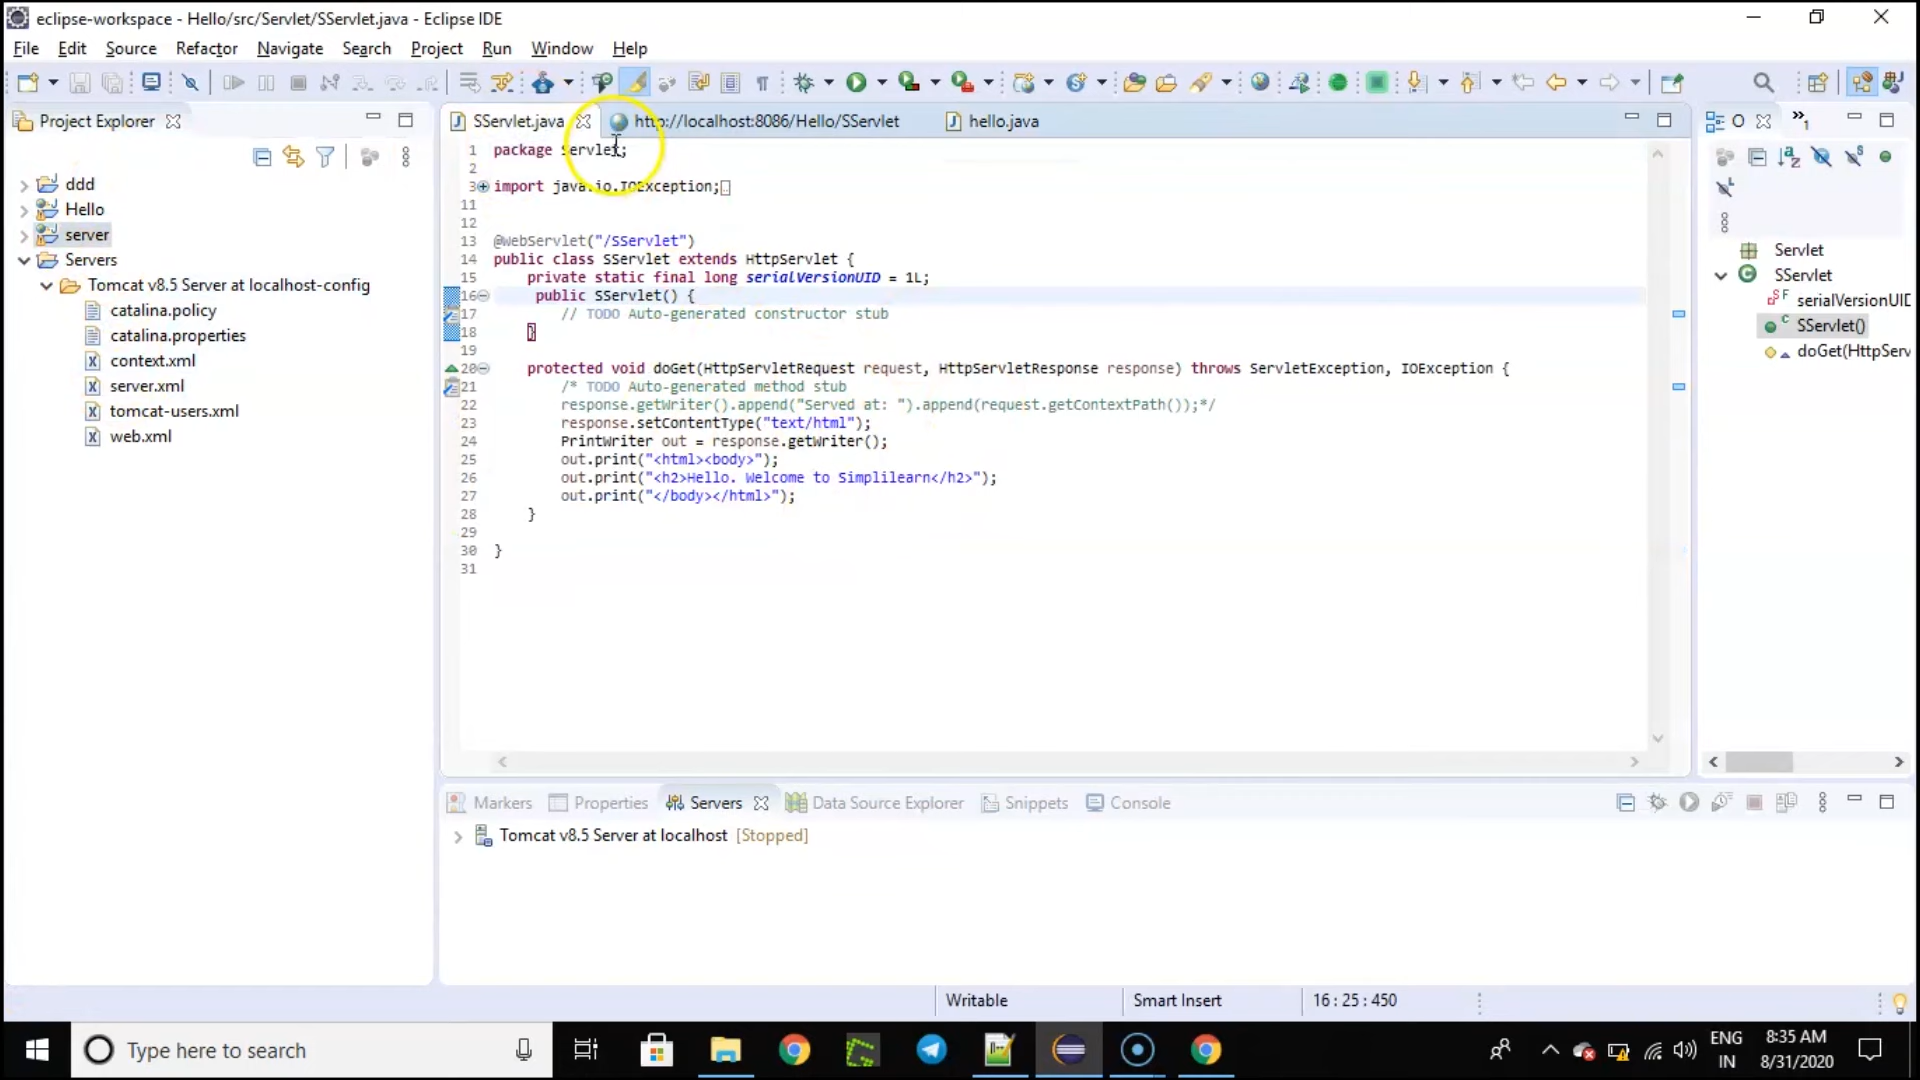 eclipse-workspace - Hello/src/Servlet/SServlet.java - Eclipse IDE
File Edit Source Refactor Navigate Search Project Run Window Help
Project Explorer
SServlet.java
http://localhost:8086/Hello/SServlet
hello.java
O
1
ddd
Hello
server
Servers
Tomcat v8.5 Server at localhost-config
catalina.policy
catalina.properties
context.xml
server.xml
tomcat-users.xml
web.xml
1 package Servlet;
2
3 import java.io.IOException;
11
12
13 @WebServlet("/SServlet")
14 public class SServlet extends HttpServlet {
15 private static final long serialVersionUID = 1L;
16 public SServlet() {
17 // TODO Auto-generated constructor stub
18 }
19
20 protected void doGet(HttpServletRequest request, HttpServletResponse response) throws ServletException, IOException {
21 /* TODO Auto-generated method stub
22 response.getWriter().append("Served at: ").append(request.getContextPath());*/
23 response.setContentType("text/html");
24 PrintWriter out = response.getWriter();
25 out.print("<html><body>");
26 out.print("<h2>Hello. Welcome to Simplilearn</h2>");
27 out.print("</body></html>");
28 }
29
30 }
31
Servlet
SServlet
serialVersionUID
SServlet()
doGet(HttpServ
Markers Properties Servers Data Source Explorer Snippets Console
Tomcat v8.5 Server at localhost [Stopped]
Writable Smart Insert 16 : 25 : 450
Type here to search
ENG
IN
8:35 AM
8/31/2020